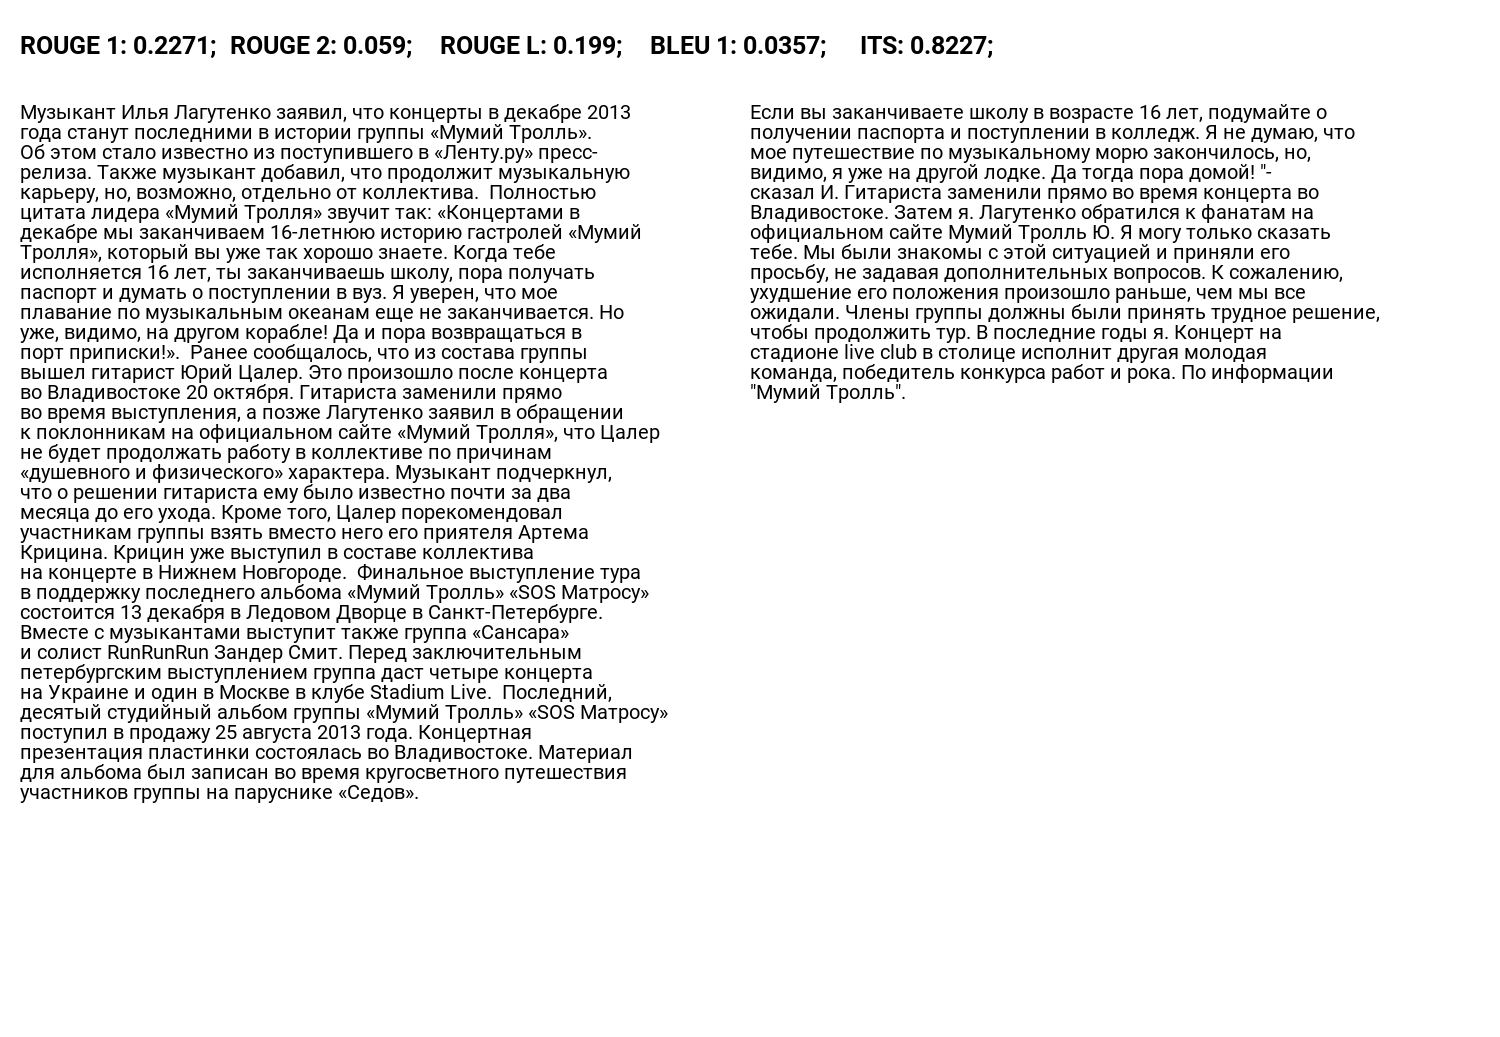 ROUGE 1: 0.2271; ROUGE 2: 0.059; ROUGE L: 0.199; BLEU 1: 0.0357; ITS: 0.8227;
Музыкант Илья Лагутенко заявил, что концерты в декабре 2013
года станут последними в истории группы «Мумий Тролль».
Об этом стало известно из поступившего в «Ленту.ру» пресс-
релиза. Также музыкант добавил, что продолжит музыкальную
карьеру, но, возможно, отдельно от коллектива.  Полностью
цитата лидера «Мумий Тролля» звучит так: «Концертами в
декабре мы заканчиваем 16-летнюю историю гастролей «Мумий
Тролля», который вы уже так хорошо знаете. Когда тебе
исполняется 16 лет, ты заканчиваешь школу, пора получать
паспорт и думать о поступлении в вуз. Я уверен, что мое
плавание по музыкальным океанам еще не заканчивается. Но
уже, видимо, на другом корабле! Да и пора возвращаться в
порт приписки!».  Ранее сообщалось, что из состава группы
вышел гитарист Юрий Цалер. Это произошло после концерта
во Владивостоке 20 октября. Гитариста заменили прямо
во время выступления, а позже Лагутенко заявил в обращении
к поклонникам на официальном сайте «Мумий Тролля», что Цалер
не будет продолжать работу в коллективе по причинам
«душевного и физического» характера. Музыкант подчеркнул,
что о решении гитариста ему было известно почти за два
месяца до его ухода. Кроме того, Цалер порекомендовал
участникам группы взять вместо него его приятеля Артема
Крицина. Крицин уже выступил в составе коллектива
на концерте в Нижнем Новгороде.  Финальное выступление тура
в поддержку последнего альбома «Мумий Тролль» «SOS Матросу»
состоится 13 декабря в Ледовом Дворце в Санкт-Петербурге.
Вместе с музыкантами выступит также группа «Сансара»
и солист RunRunRun Зандер Смит. Перед заключительным
петербургским выступлением группа даст четыре концерта
на Украине и один в Москве в клубе Stadium Live.  Последний,
десятый студийный альбом группы «Мумий Тролль» «SOS Матросу»
поступил в продажу 25 августа 2013 года. Концертная
презентация пластинки состоялась во Владивостоке. Материал
для альбома был записан во время кругосветного путешествия
участников группы на паруснике «Седов».
Если вы заканчиваете школу в возрасте 16 лет, подумайте о
получении паспорта и поступлении в колледж. Я не думаю, что
мое путешествие по музыкальному морю закончилось, но,
видимо, я уже на другой лодке. Да тогда пора домой! "-
сказал И. Гитариста заменили прямо во время концерта во
Владивостоке. Затем я. Лагутенко обратился к фанатам на
официальном сайте Мумий Тролль Ю. Я могу только сказать
тебе. Мы были знакомы с этой ситуацией и приняли его
просьбу, не задавая дополнительных вопросов. К сожалению,
ухудшение его положения произошло раньше, чем мы все
ожидали. Члены группы должны были принять трудное решение,
чтобы продолжить тур. В последние годы я. Концерт на
стадионе live club в столице исполнит другая молодая
команда, победитель конкурса работ и рока. По информации
"Мумий Тролль".